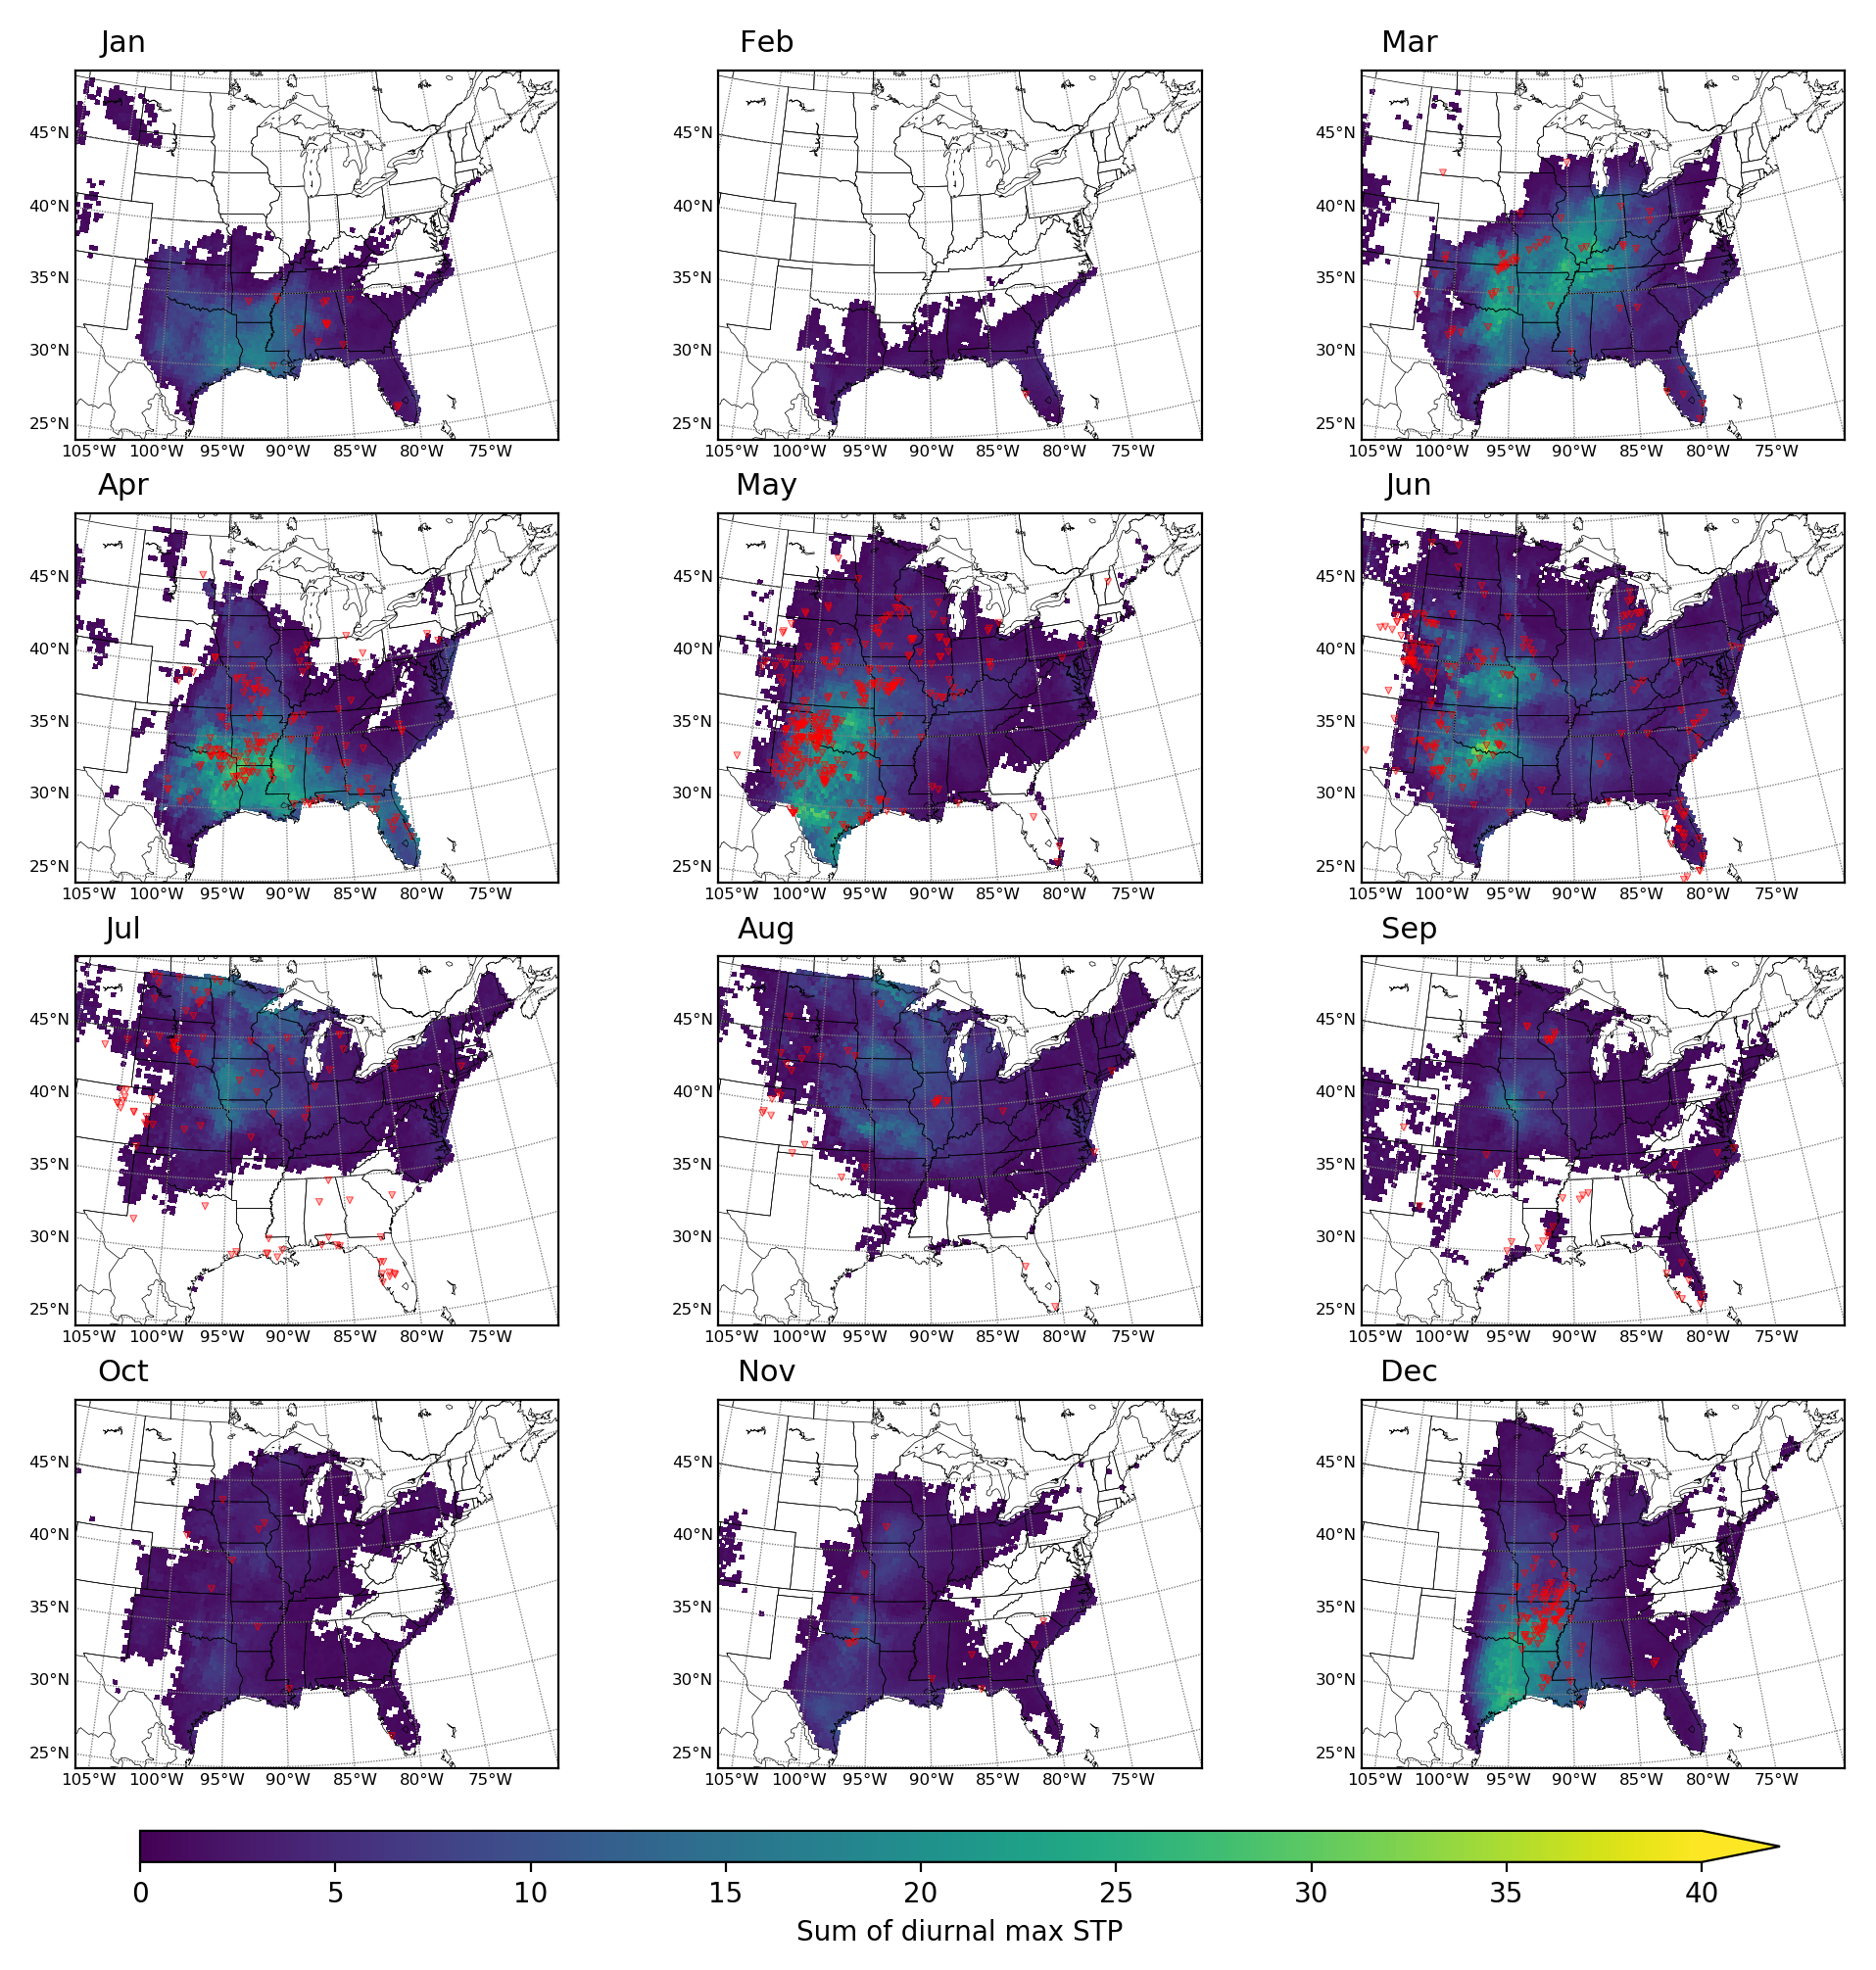 Jan Feb Mar
45°N 45°N 45°N
40°N 40°N 40°N
35°N 35°N 35°N
30°N 30°N 30°N
25°N 25°N 25°N
105°W 100°W 95°W 90°W 85°W 80°W 75°W 105°W 100°W 95°W 90°W 85°W 80°W 75°W 105°W 100°W 95°W 90°W 85°W 80°W 75°W
Apr May Jun
45°N 45°N 45°N
40°N 40°N 40°N
35°N 35°N 35°N
30°N 30°N 30°N
25°N 25°N 25°N
105°W 100°W 95°W 90°W 85°W 80°W 75°W 105°W 100°W 95°W 90°W 85°W 80°W 75°W 105°W 100°W 95°W 90°W 85°W 80°W 75°W
Jul Aug Sep
45°N 45°N 45°N
40°N 40°N 40°N
35°N 35°N 35°N
30°N 30°N 30°N
25°N 25°N 25°N
105°W 100°W 95°W 90°W 85°W 80°W 75°W 105°W 100°W 95°W 90°W 85°W 80°W 75°W 105°W 100°W 95°W 90°W 85°W 80°W 75°W
Oct Nov Dec
45°N 45°N 45°N
40°N 40°N 40°N
35°N 35°N 35°N
30°N 30°N 30°N
25°N 25°N 25°N
105°W 100°W 95°W 90°W 85°W 80°W 75°W 105°W 100°W 95°W 90°W 85°W 80°W 75°W 105°W 100°W 95°W 90°W 85°W 80°W 75°W
0 5 10 15 20 25 30 35 40
Sum of diurnal max STP